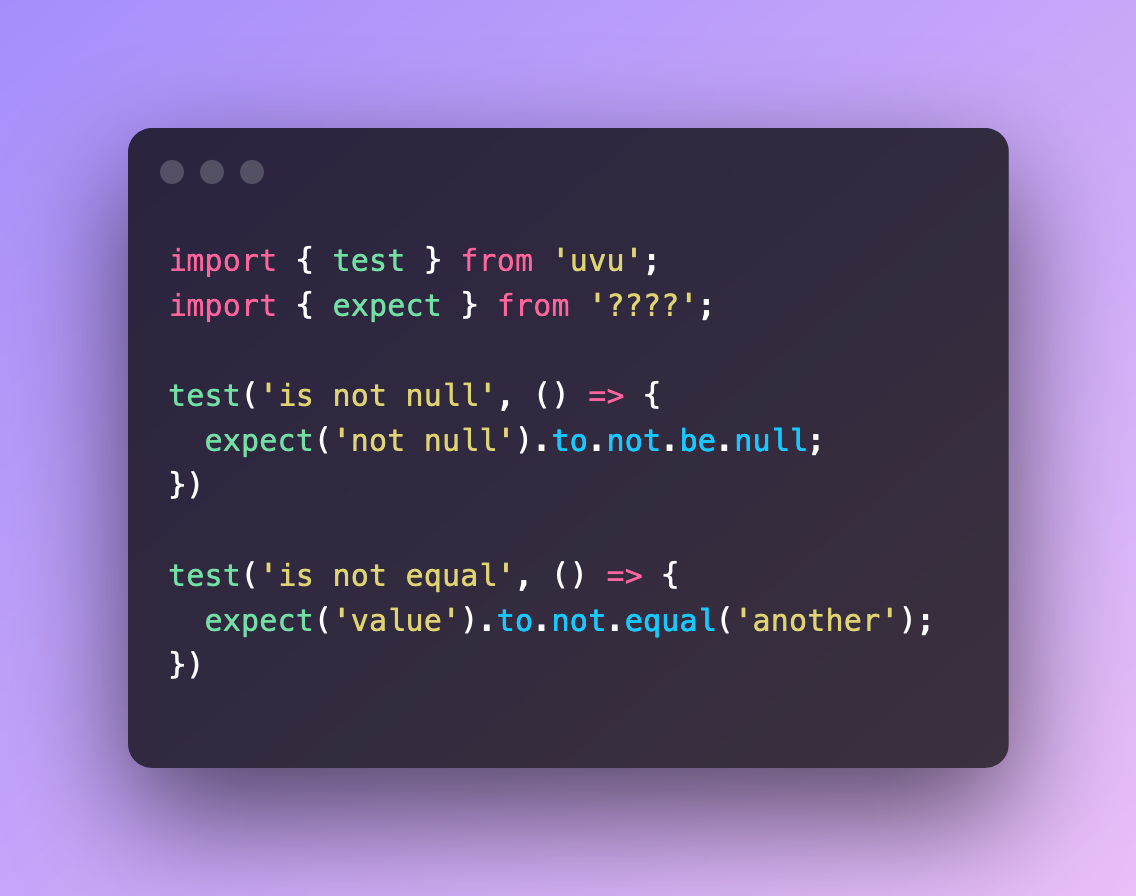 import { test } from 'uvu';
import { expect } from '????';

test('is not null', () => {
  expect('not null').to.not.be.null;
})

test('is not equal', () => {
  expect('value').to.not.equal('another');
})